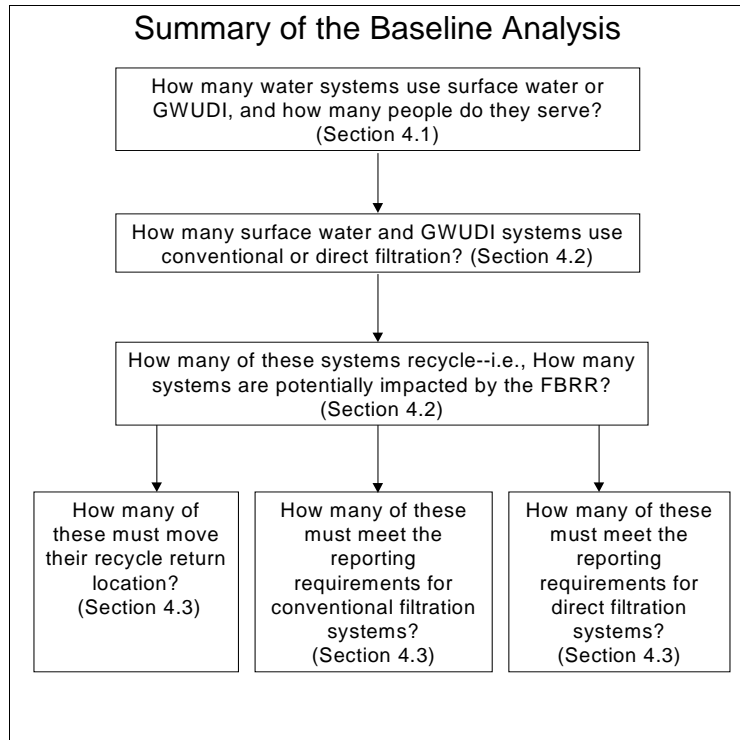 Summary of the Baseline Analysis
How many water systems use surface water or
GWUDI, and how many people do they serve?
(Section 4.1)
How many surface water and GWUDI systems use
conventional or direct filtration? (Section 4.2)
How many of these systems recycle--i.e., How many
systems are potentially impacted by the FBRR?
(Section 4.2)
How many of
these must move
their recycle return
location?
(Section 4.3)
How many of these
must meet the
reporting
requirements for
conventional filtration
systems?
(Section 4.3)
How many of these
must meet the
reporting
requirements for
direct filtration
systems?
(Section 4.3)